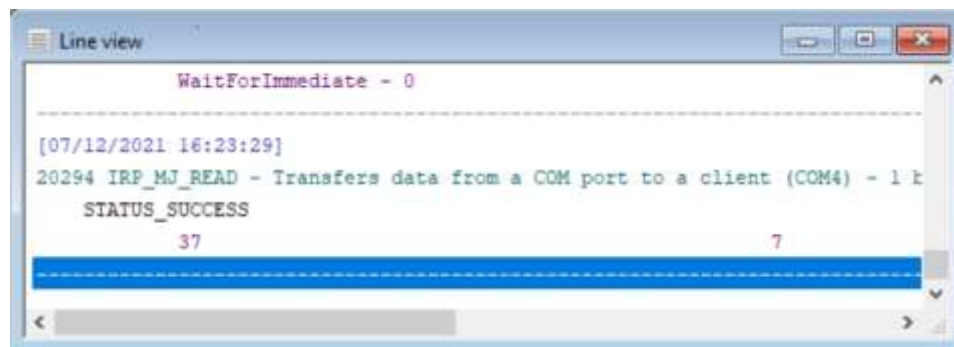 Line view
WaitForImmediate - 0
[07/12/2021 16:23:29]
20294 IRP_MJ_READ - Transfers data from a COM port to a client (COM4) - 1 b
STATUS_SUCCESS
37 7